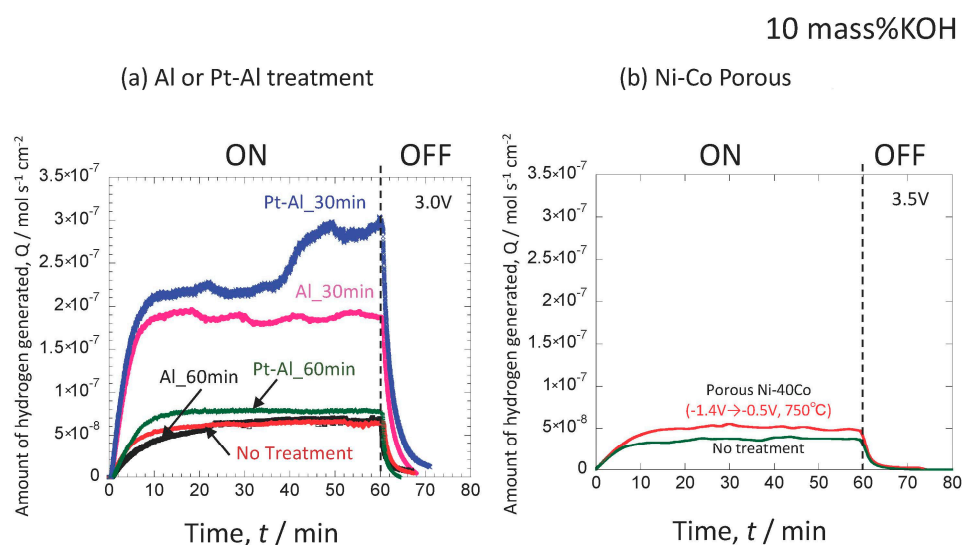 10 mass%KOH
(a) Al or Pt-Al treatment
(b) Ni-Co Porous
ON
OFF
Amount of hydrogen generated, Q / mol s⁻¹ cm⁻²
3.5×10⁻⁷
3×10⁻⁷
2.5×10⁻⁷
2×10⁻⁷
1.5×10⁻⁷
1×10⁻⁷
5×10⁻⁸
0
3.0V
Pt-Al_30min
Al_30min
Al_60min
Pt-Al_60min
No Treatment
0 10 20 30 40 50 60 70 80
Time, t / min
ON
OFF
Amount of hydrogen generated, Q / mol s⁻¹ cm⁻²
3.5×10⁻⁷
3×10⁻⁷
2.5×10⁻⁷
2×10⁻⁷
1.5×10⁻⁷
1×10⁻⁷
5×10⁻⁸
0
3.5V
Porous Ni-40Co
(-1.4V→-0.5V, 750℃)
No treatment
0 10 20 30 40 50 60 70 80
Time, t / min